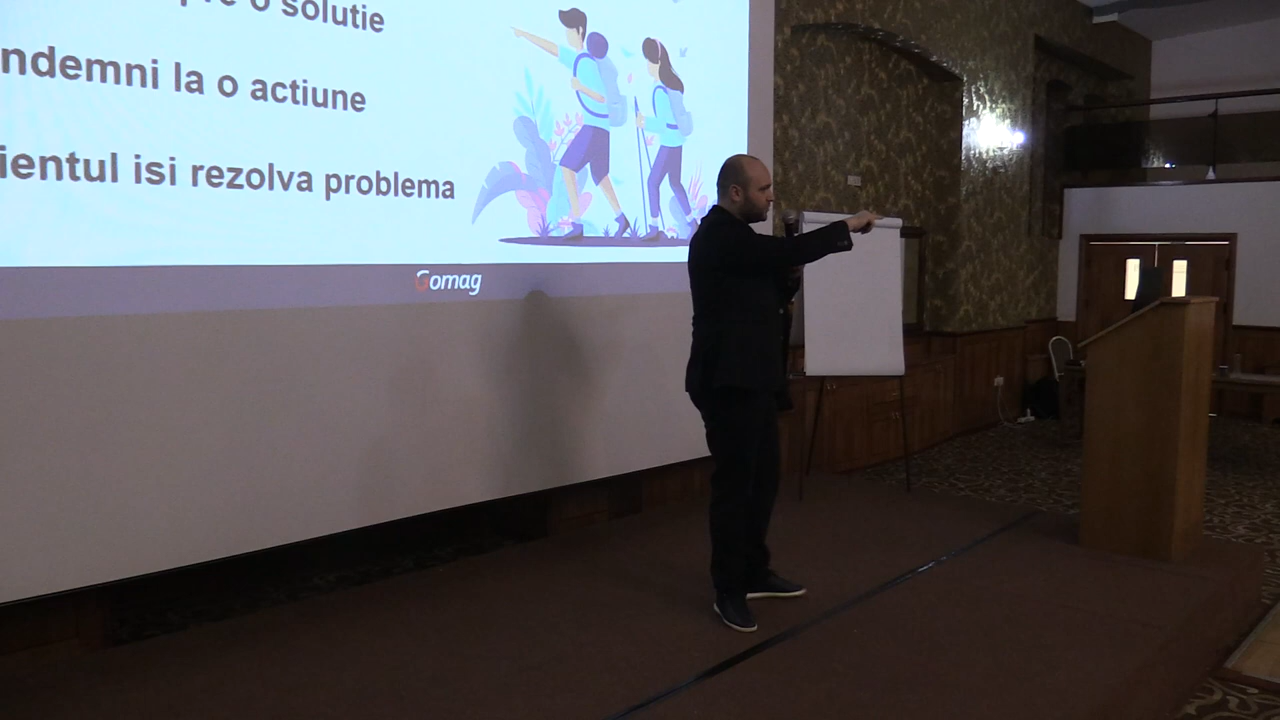 o solutie
ndemni la o actiune
ientul isi rezolva problema
Gomag